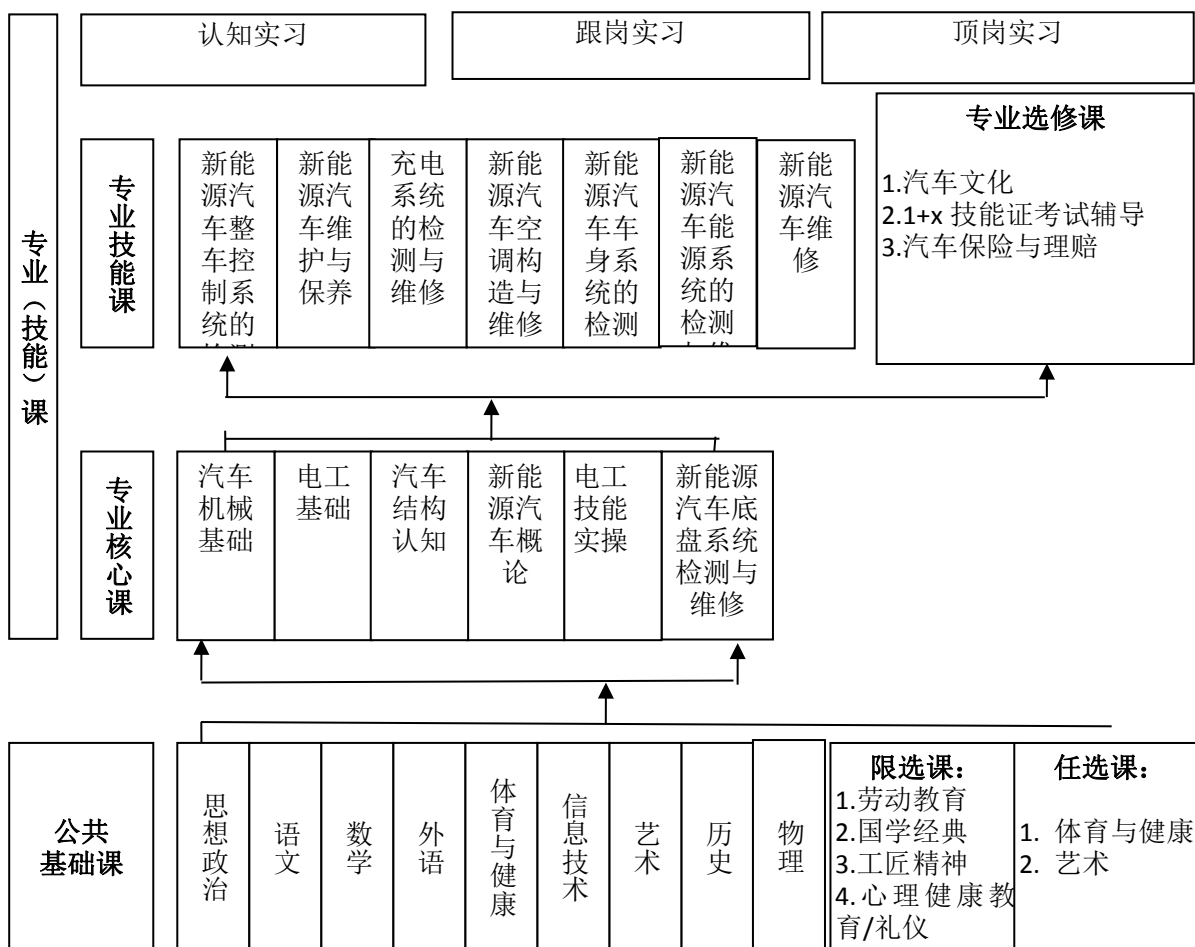 认知实习
跟岗实习
顶岗实习
专业（技能）课
专业技能课
新能
源汽
车整
车控
制系
统的
新能
源汽
车维
护与
保养
充电
系统
的检
测与
维修
新能
源汽
车空
调构
造与
维修
新能
源汽
车车
身系
统的
检测
新能
源汽
车能
源系
统的
检测
新能
源汽
车维
修
专业选修课
1.汽车文化
2.1+x 技能证考试辅导
3.汽车保险与理赔
专业核心课
汽车
机械
基础
电工
基础
汽车
结构
认知
新能
源汽
车概
论
电工
技能
实操
新能源
汽车底
盘系统
检测与
维修
公共
基础课
思想政治
语文
数学
外语
体育与健康
信息技术
艺术
历史
物理
限选课：
1.劳动教育
2.国学经典
3.工匠精神
4.心理健康教
育/礼仪
任选课：
1. 体育与健康
2. 艺术